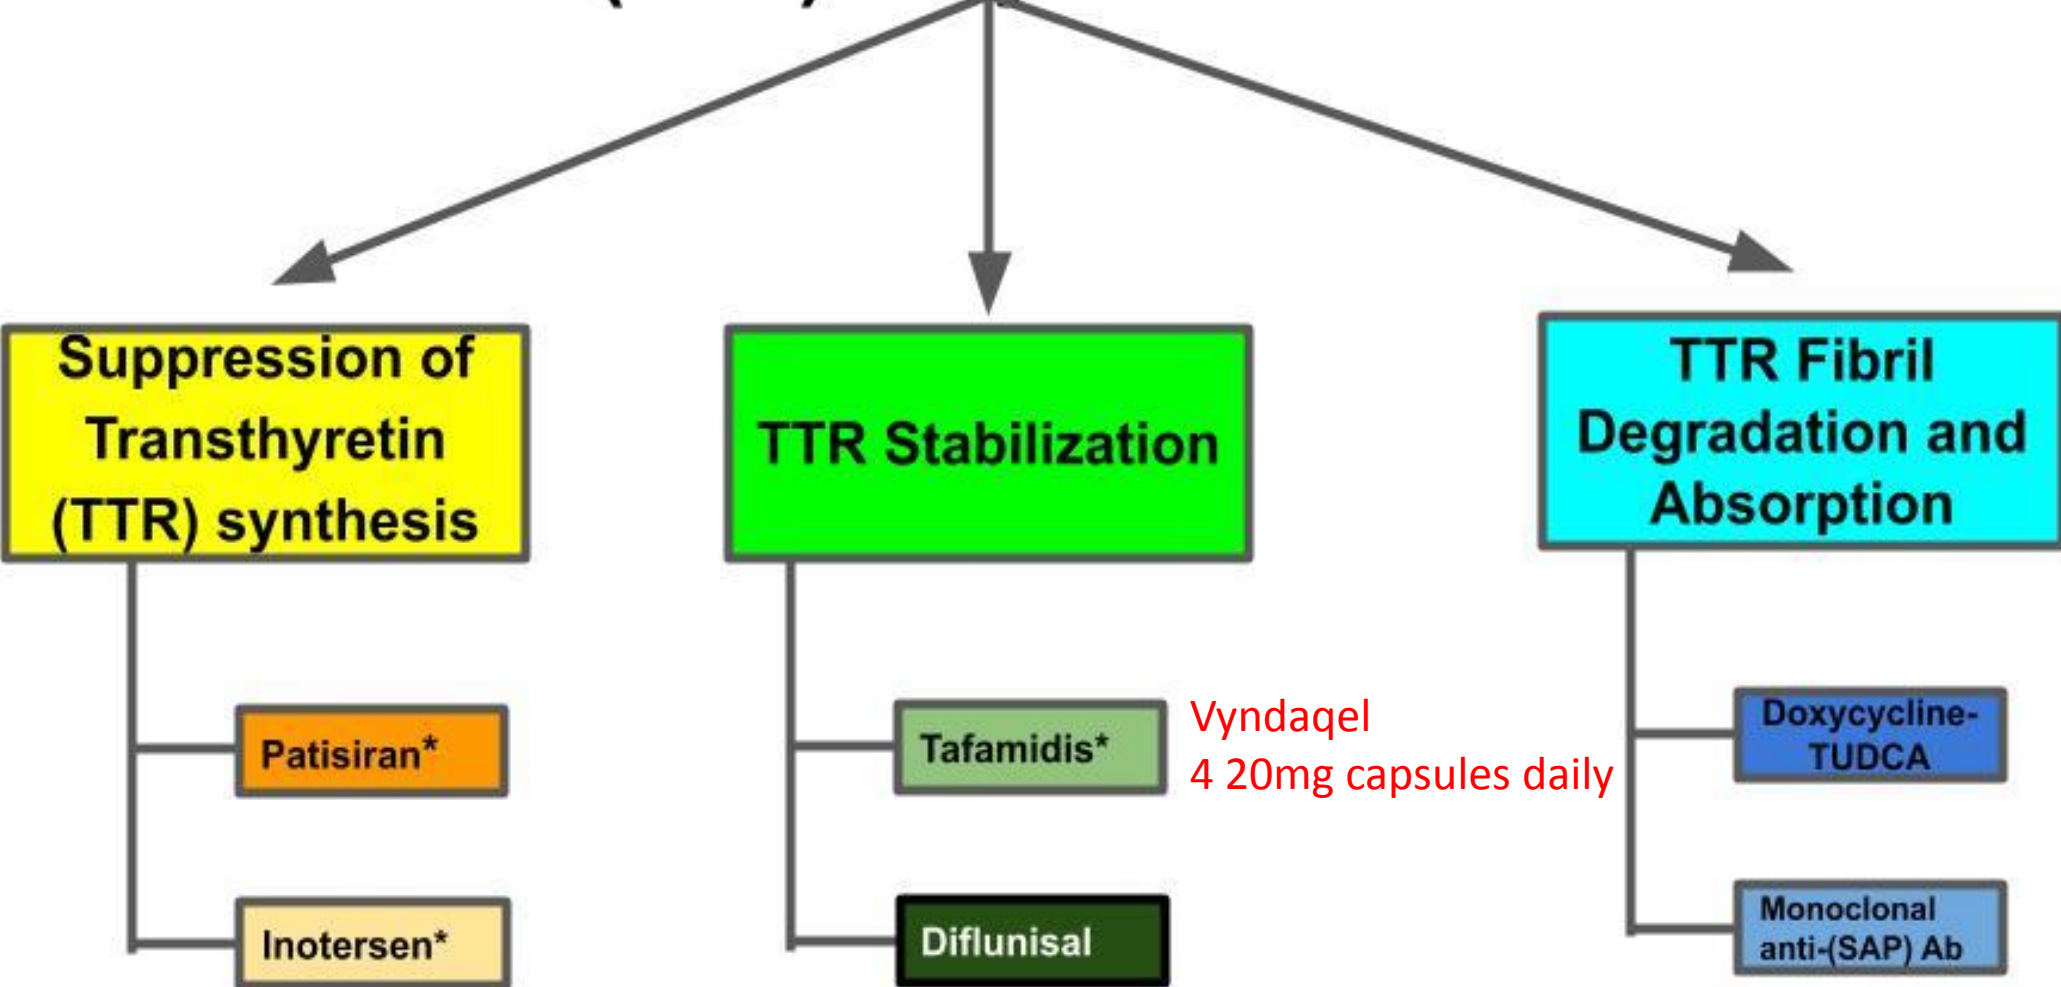 Suppression of
Transthyretin
(TTR) synthesis
TTR Stabilization
TTR Fibril
Degradation and
Absorption
Patisiran*
Tafamidis*
Vyndaqel
4 20mg capsules daily
Doxycycline-
TUDCA
Inotersen*
Diflunisal
Monoclonal
anti-(SAP) Ab